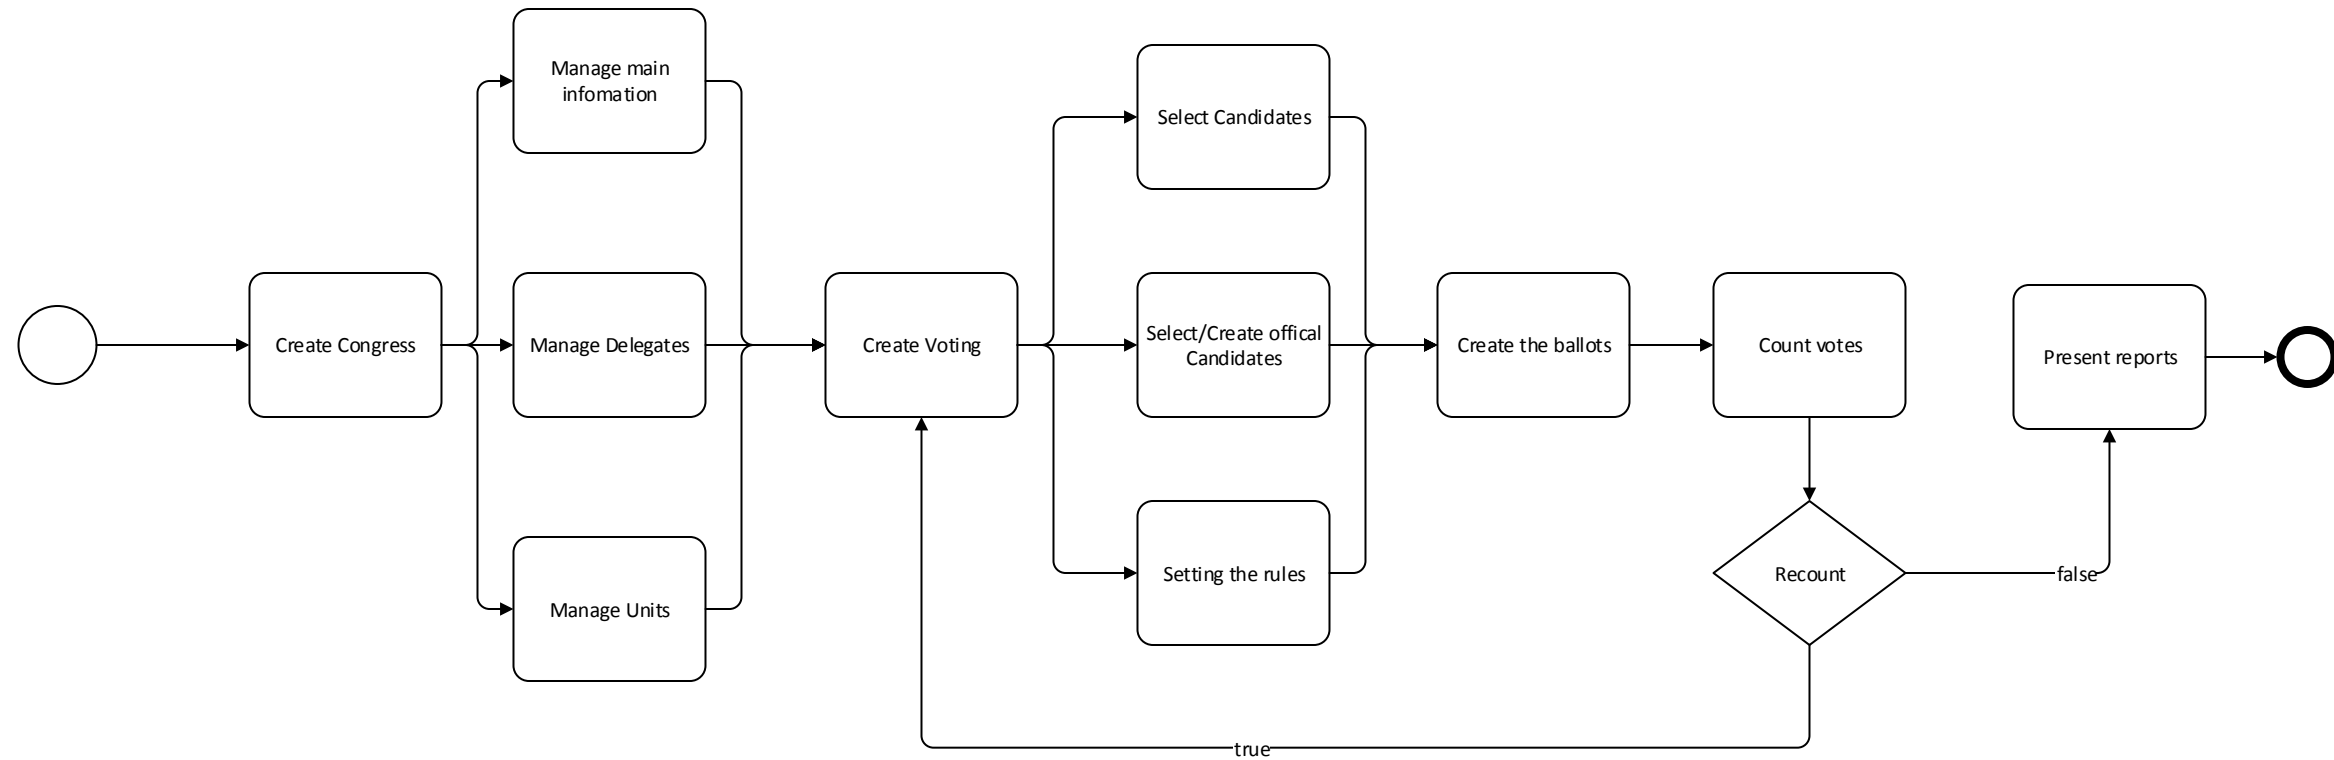 Manage main
infomation
Select Candidates
Create Congress
Manage Delegates
Create Voting
Select/Create offical
Candidates
Create the ballots
Count votes
Present reports
Setting the rules
Recount
false
Manage Units
true